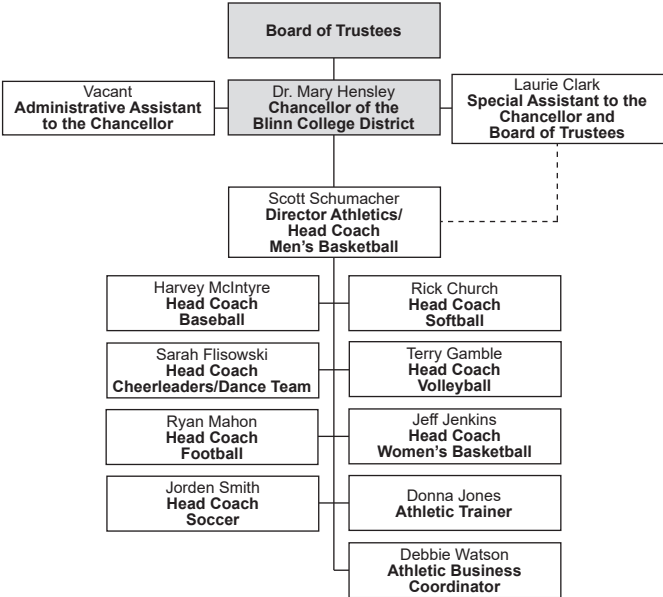 Board of Trustees
Vacant
Administrative Assistant
to the Chancellor
Dr. Mary Hensley
Chancellor of the
Blinn College District
Laurie Clark
Special Assistant to the
Chancellor and
Board of Trustees
Scott Schumacher
Director Athletics/
Head Coach
Men's Basketball
Harvey McIntyre
Head Coach
Baseball
Rick Church
Head Coach
Softball
Sarah Flisowski
Head Coach
Cheerleaders/Dance Team
Terry Gamble
Head Coach
Volleyball
Ryan Mahon
Head Coach
Football
Jeff Jenkins
Head Coach
Women's Basketball
Jorden Smith
Head Coach
Soccer
Donna Jones
Athletic Trainer
Debbie Watson
Athletic Business
Coordinator